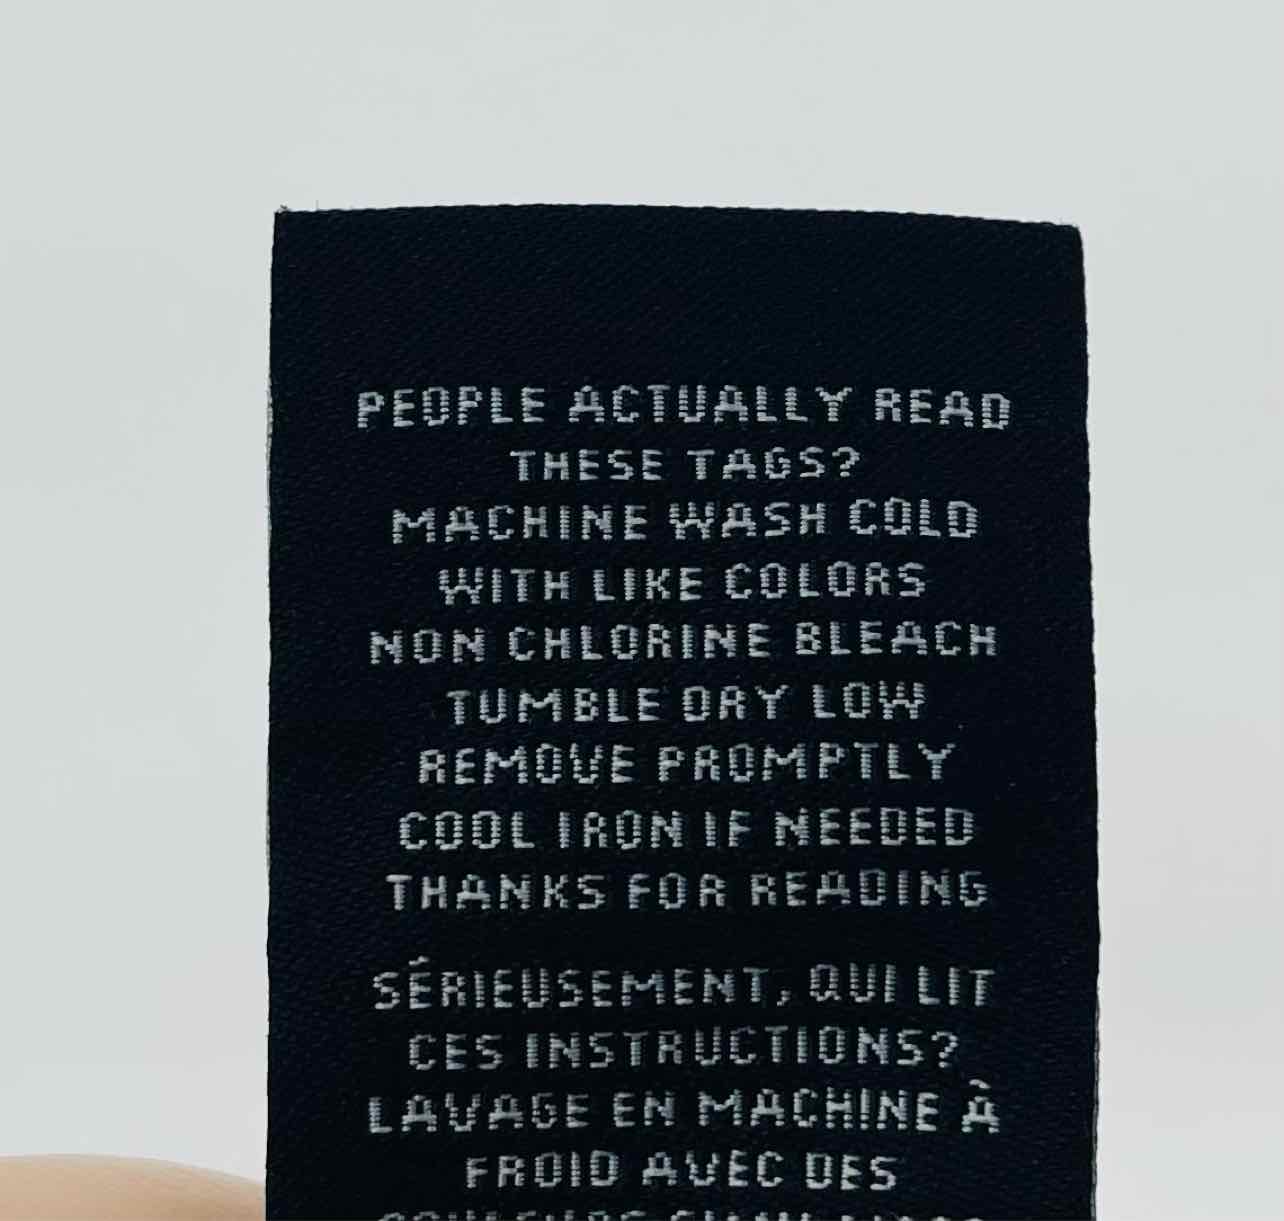 PEOPLE ACTUALLY READ
THESE TAGS?
MACHINE WASH COLD
WITH LIKE COLORS
NON CHLORINE BLEACH
TUMBLE DRY LOW
REMOVE PROMPTLY
COOL IRON IF NEEDED
THANKS FOR READING
SÉRIEUSEMENT, QUI LIT
CES INSTRUCTIONS?
LAVAGE EN MACHINE À
FROID AVEC DES